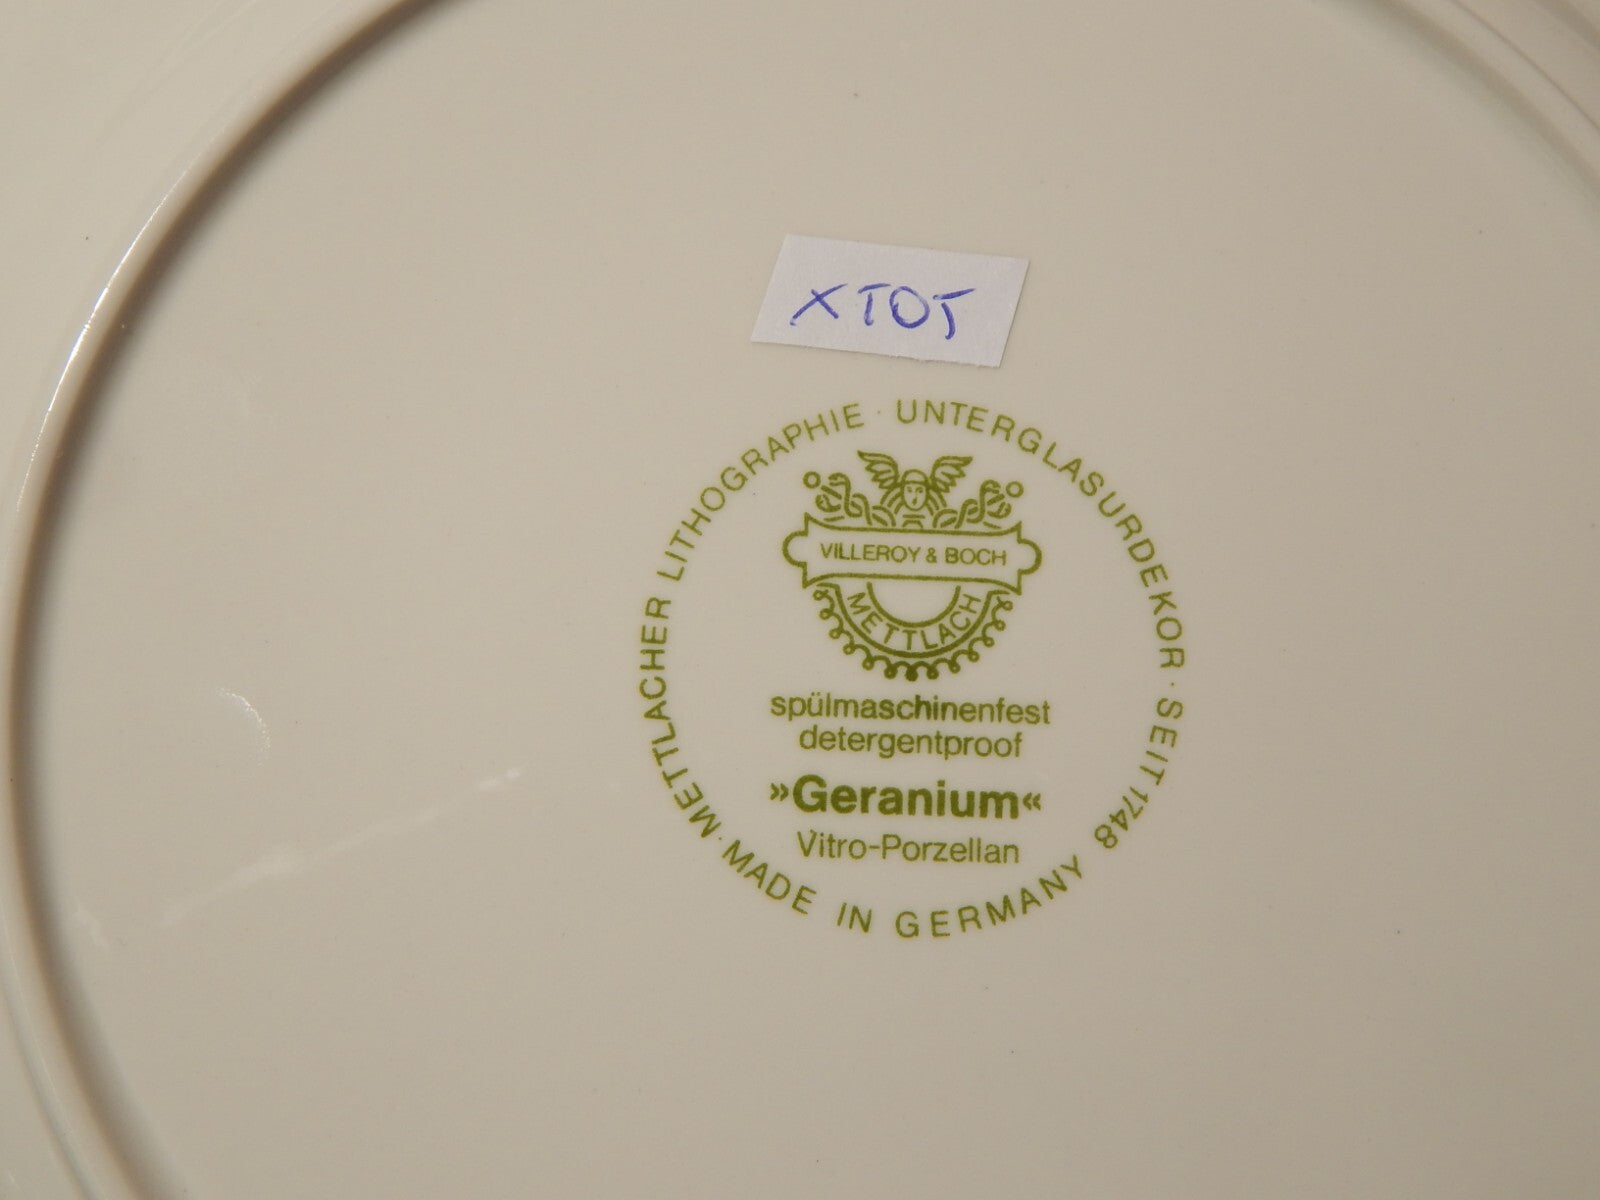 XTOT
METTLACHER LITHOGRAPHIE · UNTERGLASURDEKOR · SEIT 1748
VILLEROY & BOCH
METTLACH
spülmaschinenfest
detergentproof
»Geranium«
Vitro-Porzellan
· MADE IN GERMANY